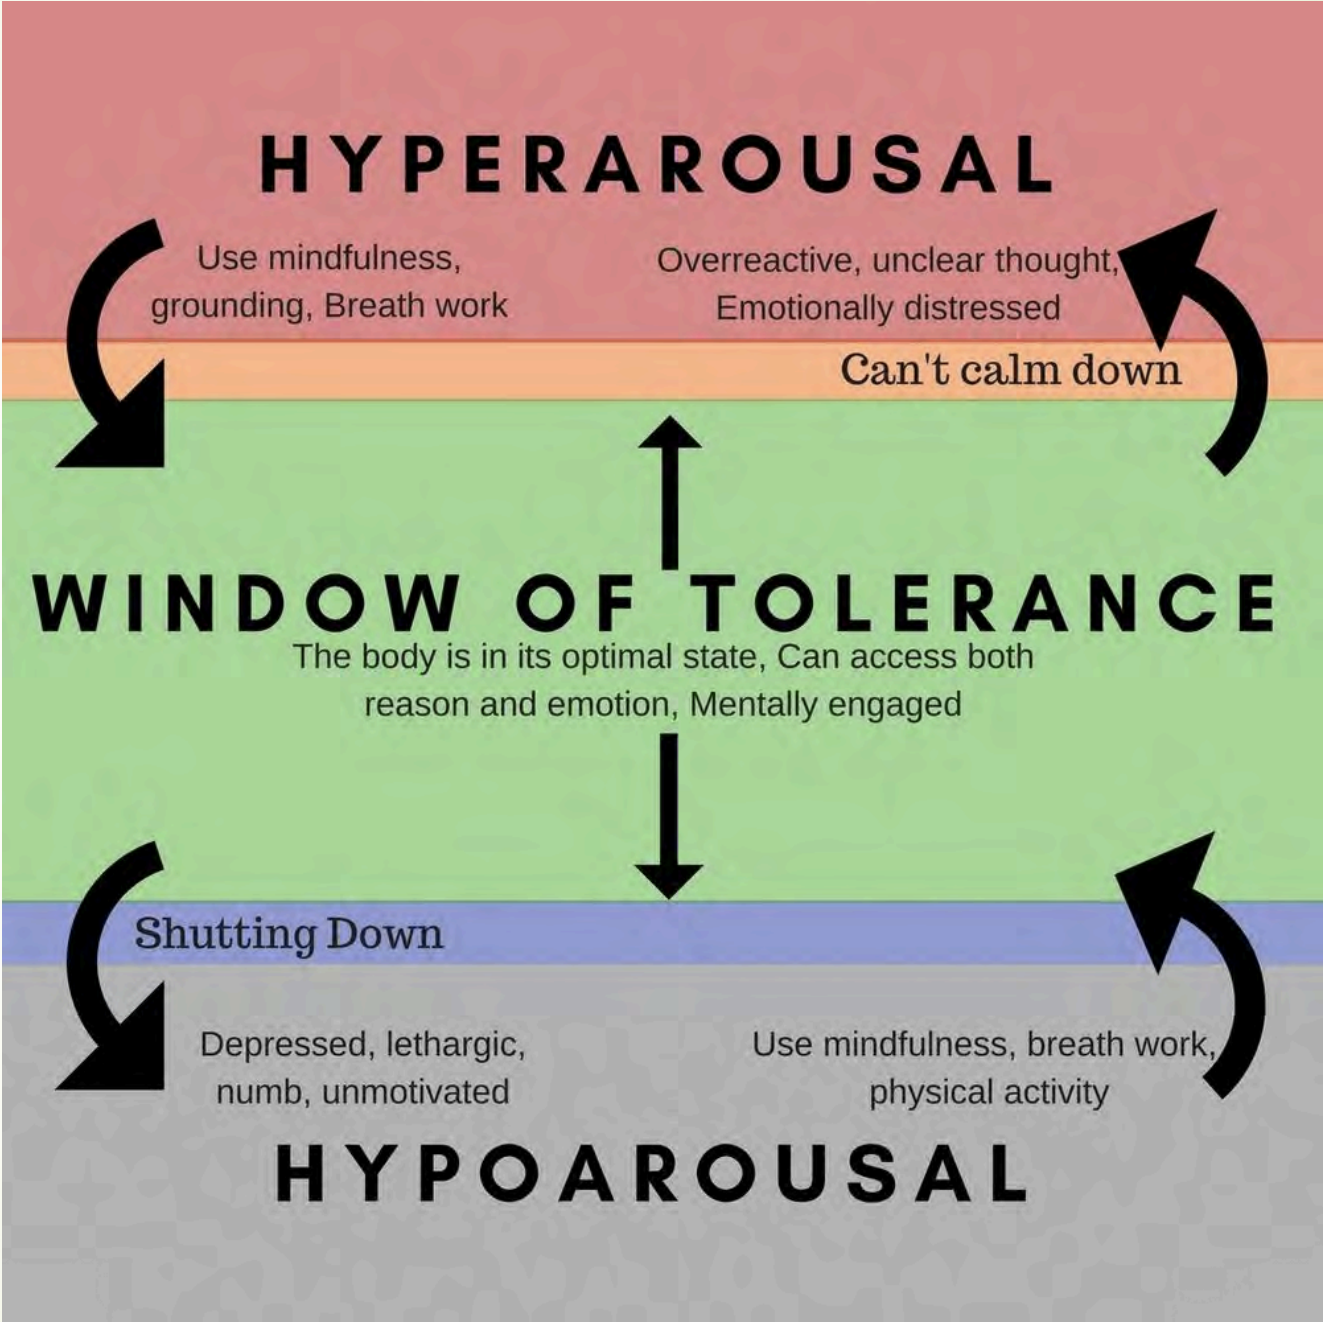 HYPERAROUSAL
Use mindfulness,
grounding, Breath work
Overreactive, unclear thought,
Emotionally distressed
Can't calm down
WINDOW OF TOLERANCE
The body is in its optimal state, Can access both
reason and emotion, Mentally engaged
Shutting Down
Depressed, lethargic,
numb, unmotivated
Use mindfulness, breath work,
physical activity
HYPOAROUSAL